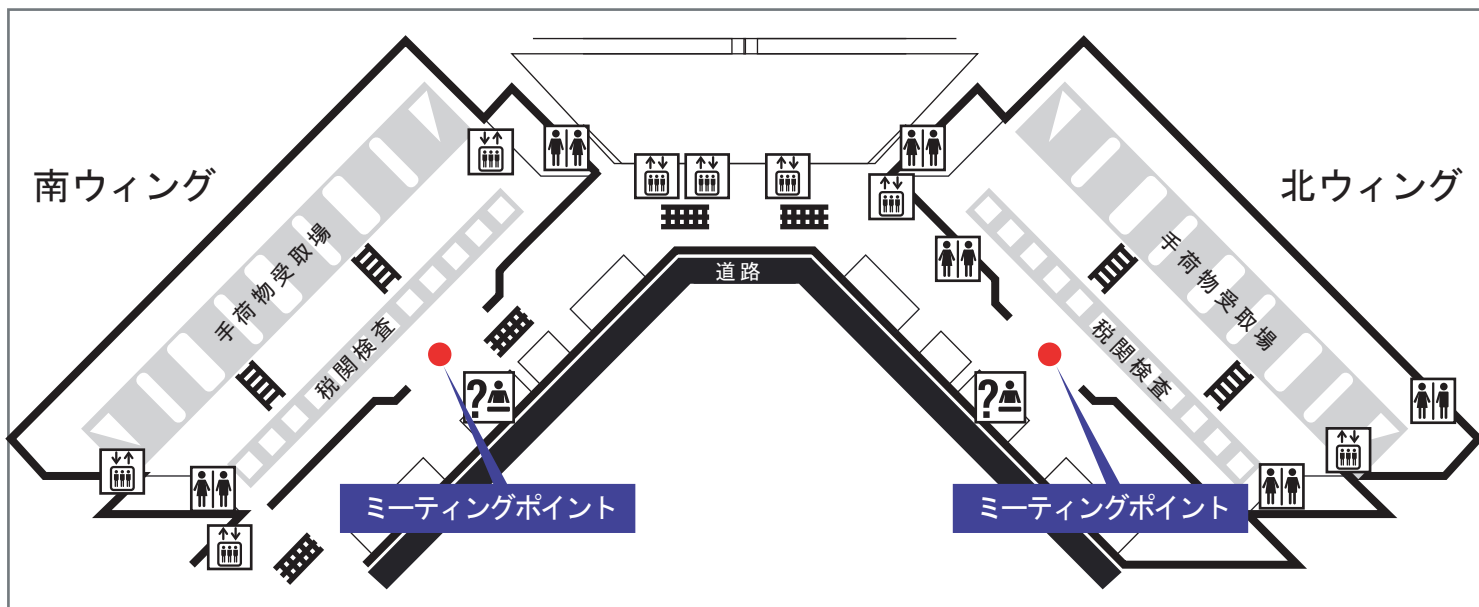 南ウィング
北ウィング
道路
手荷物受取場
手荷物受取場
税関検査
税関検査
?
?
ミーティングポイント
ミーティングポイント